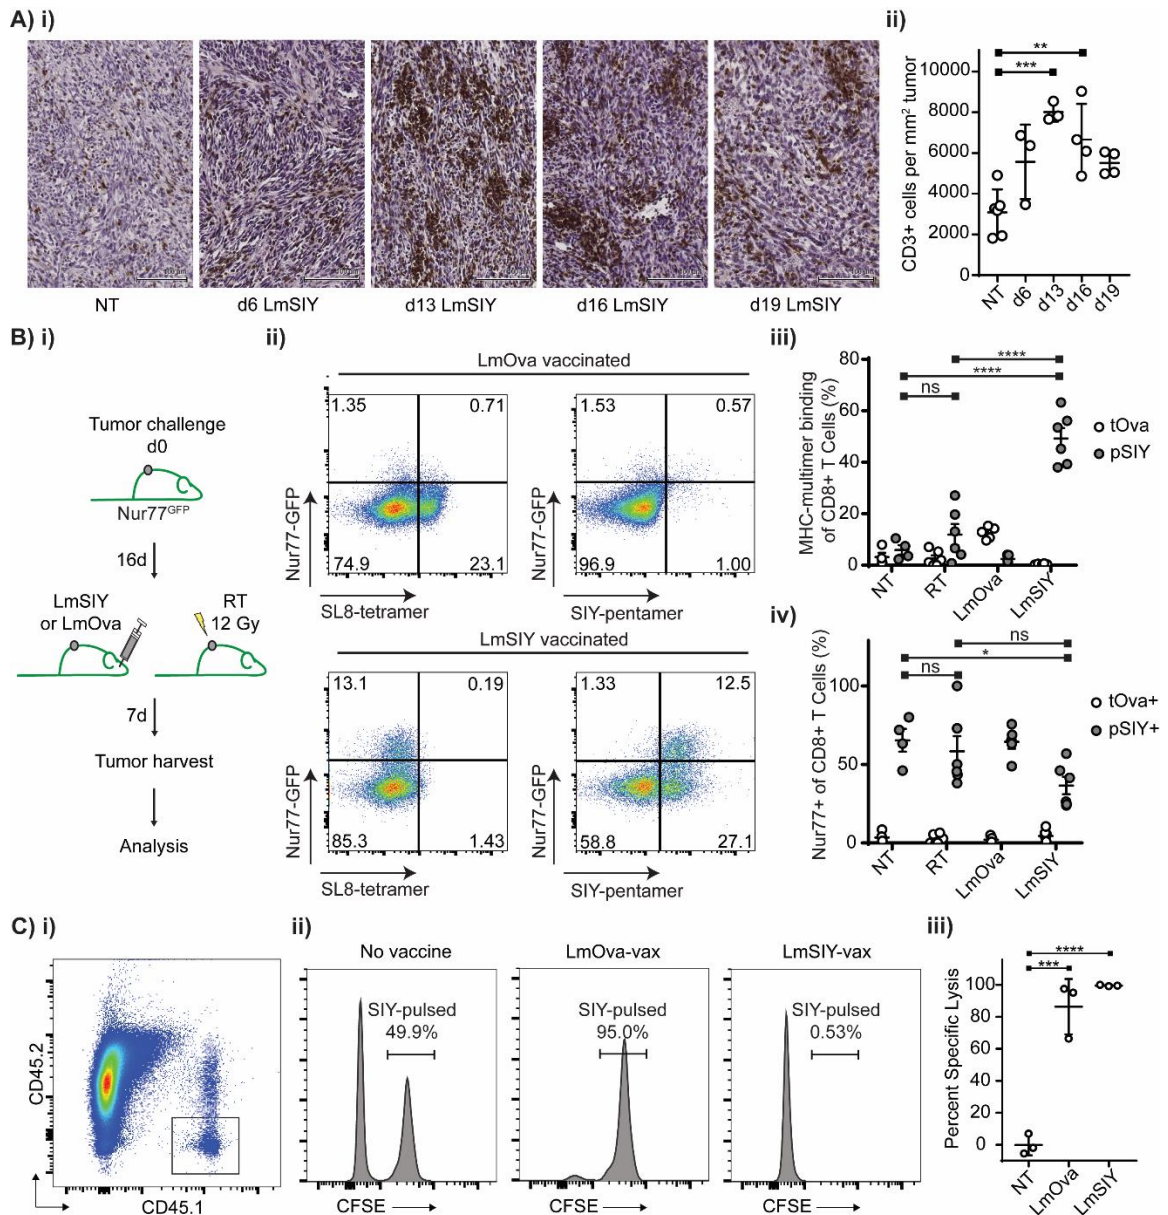 A) i)
NT
d6 LmSIY
d13 LmSIY
d16 LmSIY
d19 LmSIY
ii)
CD3+ cells per mm² tumor
10000
8000
6000
4000
2000
0
**
***
NT
d6
d13
d16
d19
B) i)
Tumor challenge
d0
Nur77GFP
16d
LmSIY
or LmOva
RT
12 Gy
7d
Tumor harvest
Analysis
ii)
LmOva vaccinated
1.35
0.71
74.9
23.1
Nur77-GFP
SL8-tetramer
1.53
0.57
96.9
1.00
Nur77-GFP
SIY-pentamer
LmSIY vaccinated
13.1
0.19
85.3
1.43
Nur77-GFP
SL8-tetramer
1.33
12.5
58.8
27.1
Nur77-GFP
SIY-pentamer
iii)
MHC-multimer binding
of CD8+ T Cells (%)
80
60
40
20
0
****
****
ns
tOva
pSIY
NT
RT
LmOva
LmSIY
iv)
Nur77+ of CD8+ T Cells (%)
100
50
0
ns
*
ns
tOva+
pSIY+
NT
RT
LmOva
LmSIY
C) i)
CD45.2
CD45.1
ii)
No vaccine
SIY-pulsed
49.9%
CFSE
LmOva-vax
SIY-pulsed
95.0%
CFSE
LmSIY-vax
SIY-pulsed
0.53%
CFSE
iii)
Percent Specific Lysis
100
80
60
40
20
0
****
***
NT
LmOva
LmSIY